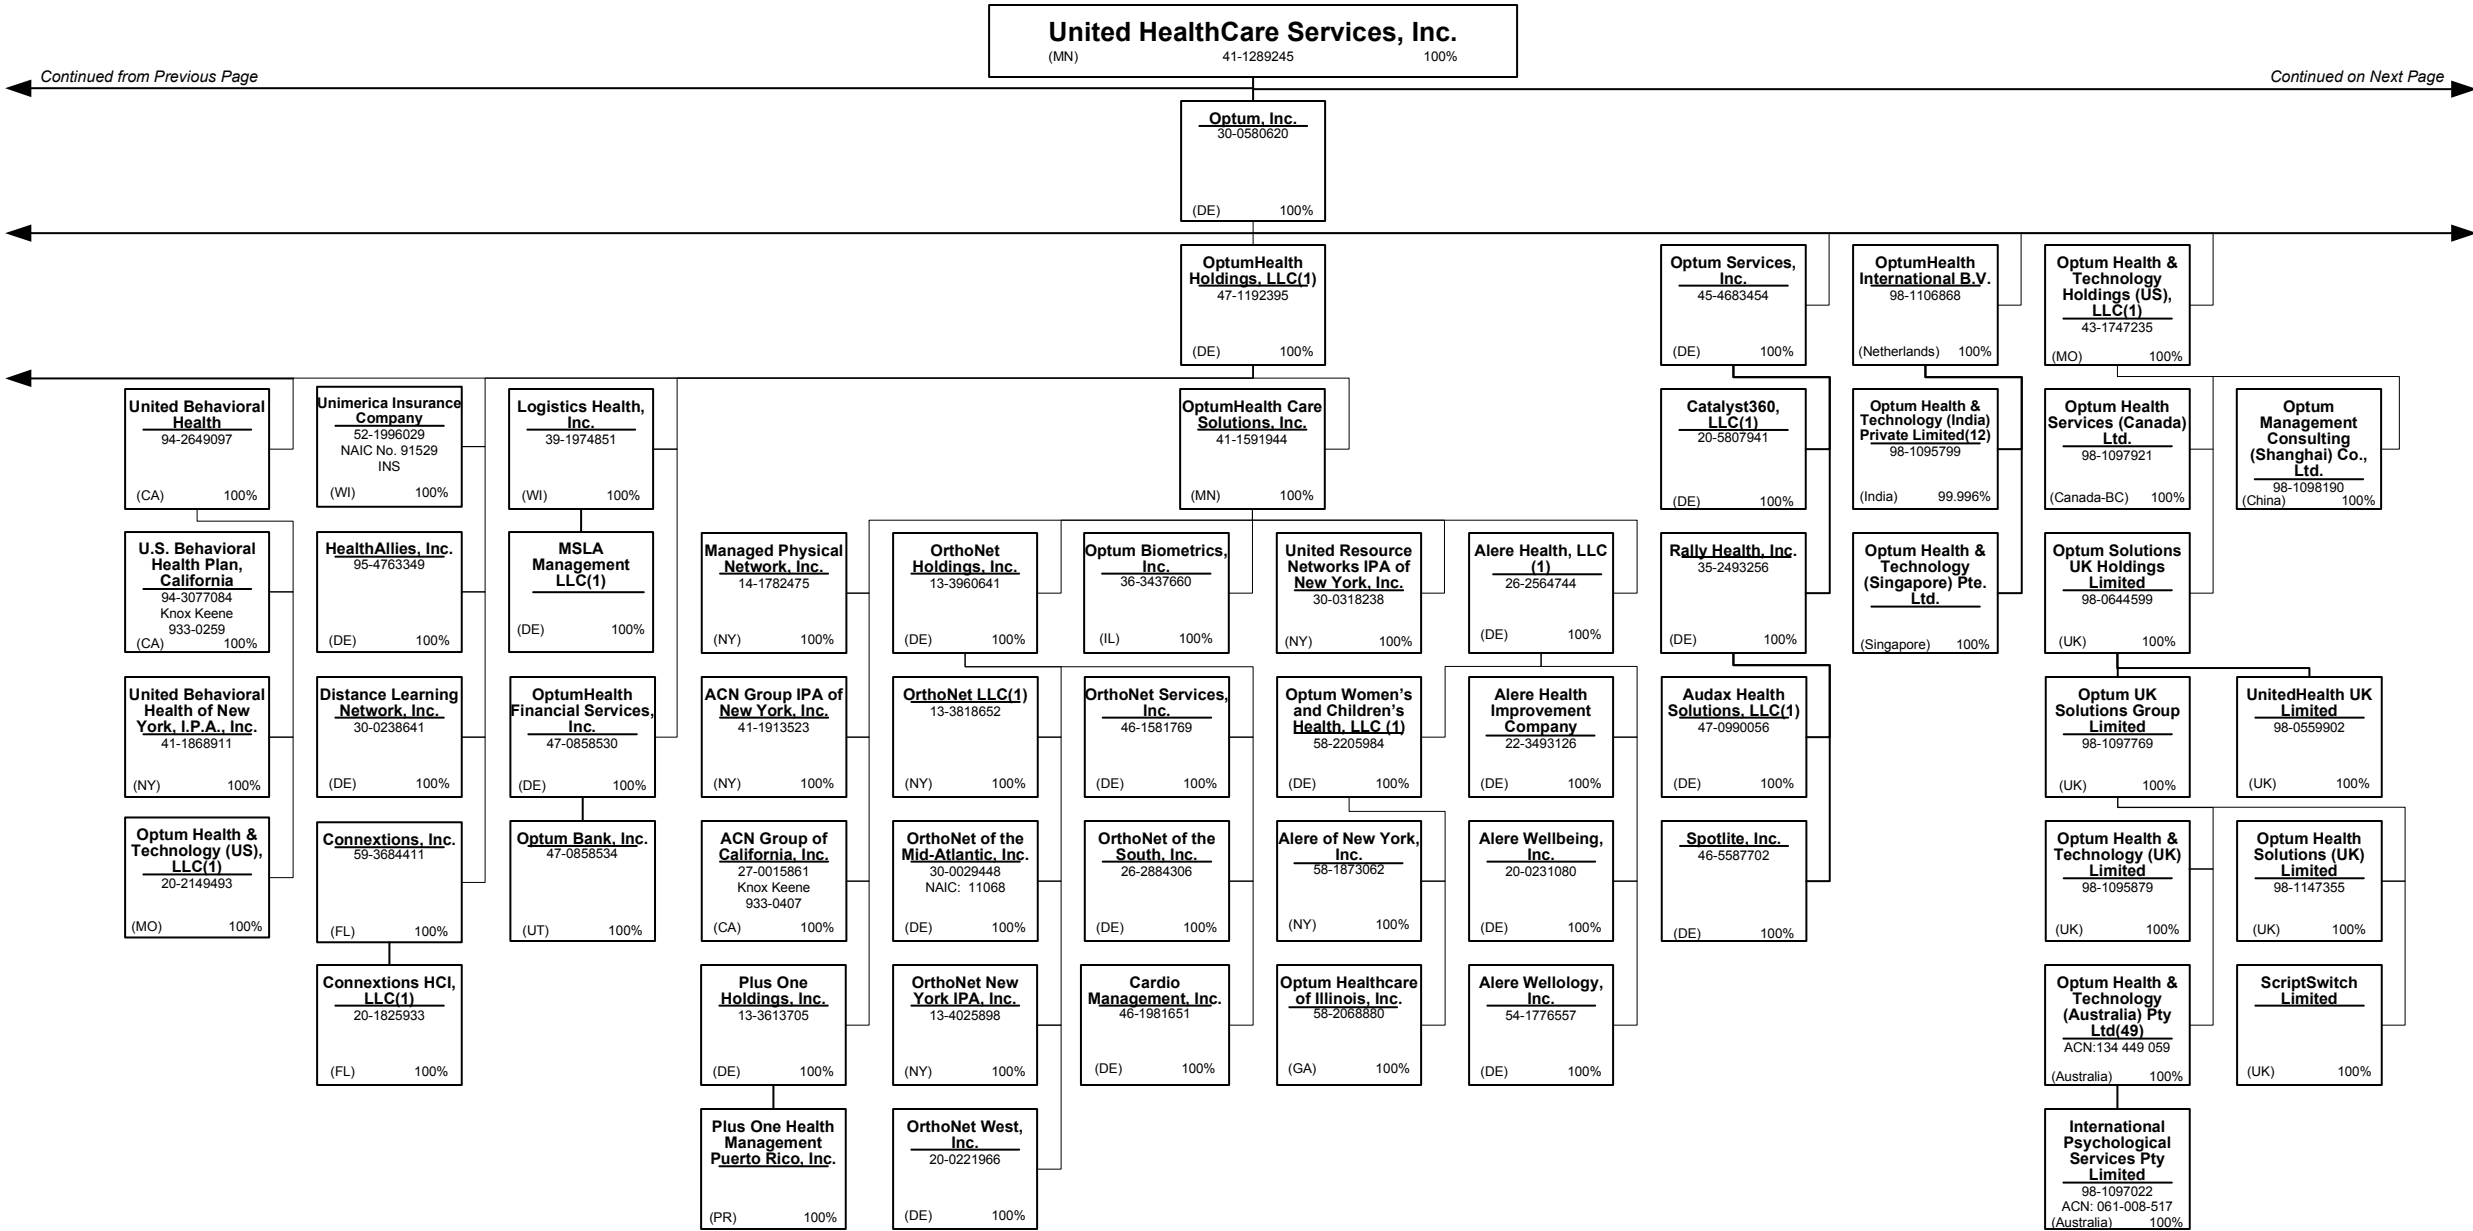 United HealthCare Services, Inc.
(MN) 41-1289245 100%
Continued from Previous Page
Continued on Next Page
Optum, Inc.
30-0580620
(DE) 100%
OptumHealth
Holdings, LLC(1)
47-1192395
(DE) 100%
Optum Services,
Inc.
45-4683454
(DE) 100%
OptumHealth
International B.V.
98-1106868
(Netherlands) 100%
Optum Health &
Technology
Holdings (US),
LLC(1)
43-1747235
(MO) 100%
United Behavioral
Health
94-2649097
(CA) 100%
Unimerica Insurance
Company
52-1996029
NAIC No. 91529
INS
(WI) 100%
Logistics Health,
Inc.
39-1974851
(WI) 100%
OptumHealth Care
Solutions, Inc.
41-1591944
(MN) 100%
Catalyst360,
LLC(1)
20-5807941
(DE) 100%
Optum Health &
Technology (India)
Private Limited(12)
98-1095799
(India) 99.996%
Optum Health
Services (Canada)
Ltd.
98-1097921
(Canada-BC) 100%
Optum
Management
Consulting
(Shanghai) Co.,
Ltd.
98-1098190
(China) 100%
U.S. Behavioral
Health Plan,
California
94-3077084
Knox Keene
933-0259
(CA) 100%
HealthAllies, Inc.
95-4763349
(DE) 100%
MSLA
Management
LLC(1)
(DE) 100%
Managed Physical
Network, Inc.
14-1782475
(NY) 100%
OrthoNet
Holdings, Inc.
13-3960641
(DE) 100%
Optum Biometrics,
Inc.
36-3437660
(IL) 100%
United Resource
Networks IPA of
New York, Inc.
30-0318238
(NY) 100%
Alere Health, LLC
(1)
26-2564744
(DE) 100%
Rally Health, Inc.
35-2493256
(DE) 100%
Optum Health &
Technology
(Singapore) Pte.
Ltd.
(Singapore) 100%
Optum Solutions
UK Holdings
Limited
98-0644599
(UK) 100%
United Behavioral
Health of New
York, I.P.A., Inc.
41-1868911
(NY) 100%
Distance Learning
Network, Inc.
30-0238641
(DE) 100%
OptumHealth
Financial Services,
Inc.
47-0858530
(DE) 100%
ACN Group IPA of
New York, Inc.
41-1913523
(NY) 100%
OrthoNet LLC(1)
13-3818652
(NY) 100%
OrthoNet Services,
Inc.
46-1581769
(DE) 100%
Optum Women's
and Children's
Health, LLC (1)
58-2205984
(DE) 100%
Alere Health
Improvement
Company
22-3493126
(DE) 100%
Audax Health
Solutions, LLC(1)
47-0990056
(DE) 100%
Optum UK
Solutions Group
Limited
98-1097769
(UK) 100%
UnitedHealth UK
Limited
98-0559902
(UK) 100%
Optum Health &
Technology (US),
LLC(1)
20-2149493
(MO) 100%
Connextions, Inc.
59-3684411
(FL) 100%
Optum Bank, Inc.
47-0858534
(UT) 100%
ACN Group of
California, Inc.
27-0015861
Knox Keene
933-0407
(CA) 100%
OrthoNet of the
Mid-Atlantic, Inc.
30-0029448
NAIC: 11068
(DE) 100%
OrthoNet of the
South, Inc.
26-2884306
(DE) 100%
Alere of New York,
Inc.
58-1873062
(NY) 100%
Alere Wellbeing,
Inc.
20-0231080
(DE) 100%
Spotlite, Inc.
46-5587702
(DE) 100%
Optum Health &
Technology (UK)
Limited
98-1095879
(UK) 100%
Optum Health
Solutions (UK)
Limited
98-1147355
(UK) 100%
Connextions HCI,
LLC(1)
20-1825933
(FL) 100%
Plus One
Holdings, Inc.
13-3613705
(DE) 100%
OrthoNet New
York IPA, Inc.
13-4025898
(NY) 100%
Cardio
Management, Inc.
46-1981651
(DE) 100%
Optum Healthcare
of Illinois, Inc.
58-2068880
(GA) 100%
Alere Wellology,
Inc.
54-1776557
(DE) 100%
Optum Health &
Technology
(Australia) Pty
Ltd(49)
ACN:134 449 059
(Australia) 100%
ScriptSwitch
Limited
(UK) 100%
Plus One Health
Management
Puerto Rico, Inc.
(PR) 100%
OrthoNet West,
Inc.
20-0221966
(DE) 100%
International
Psychological
Services Pty
Limited
98-1097022
ACN: 061-008-517
(Australia) 100%